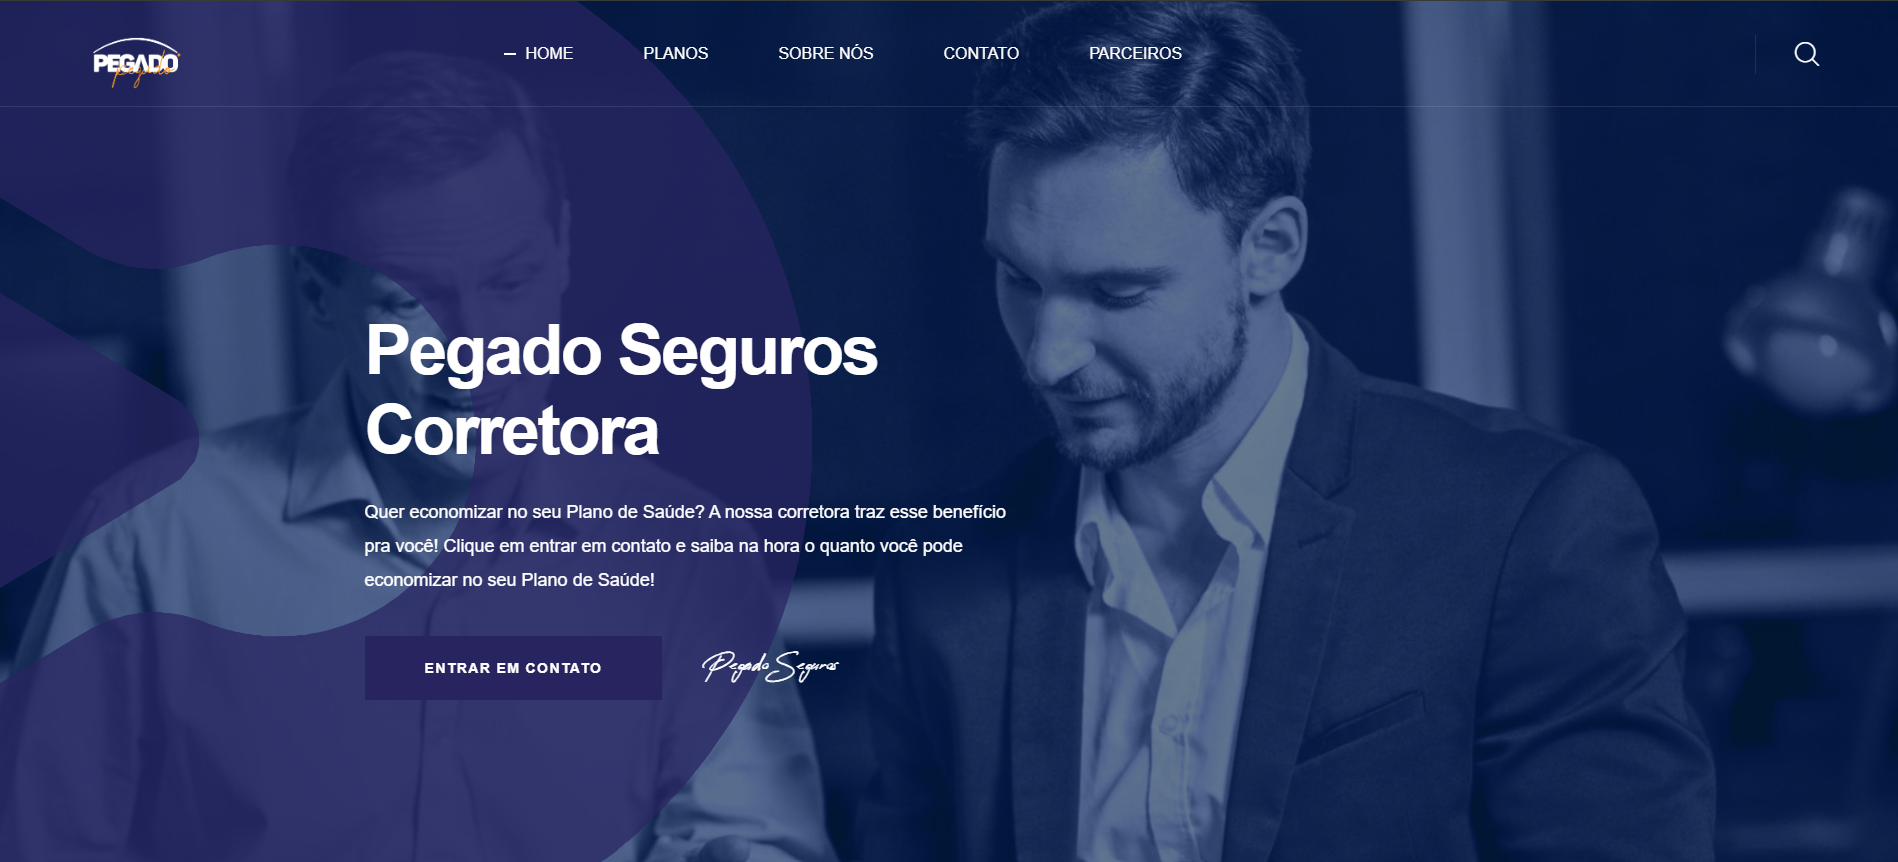 PEGADO
pegado
HOME
PLANOS
SOBRE NÓS
CONTATO
PARCEIROS
Pegado Seguros
Corretora
Quer economizar no seu Plano de Saúde? A nossa corretora traz esse benefício
pra você! Clique em entrar em contato e saiba na hora o quanto você pode
economizar no seu Plano de Saúde!
ENTRAR EM CONTATO
Pegado Seguros